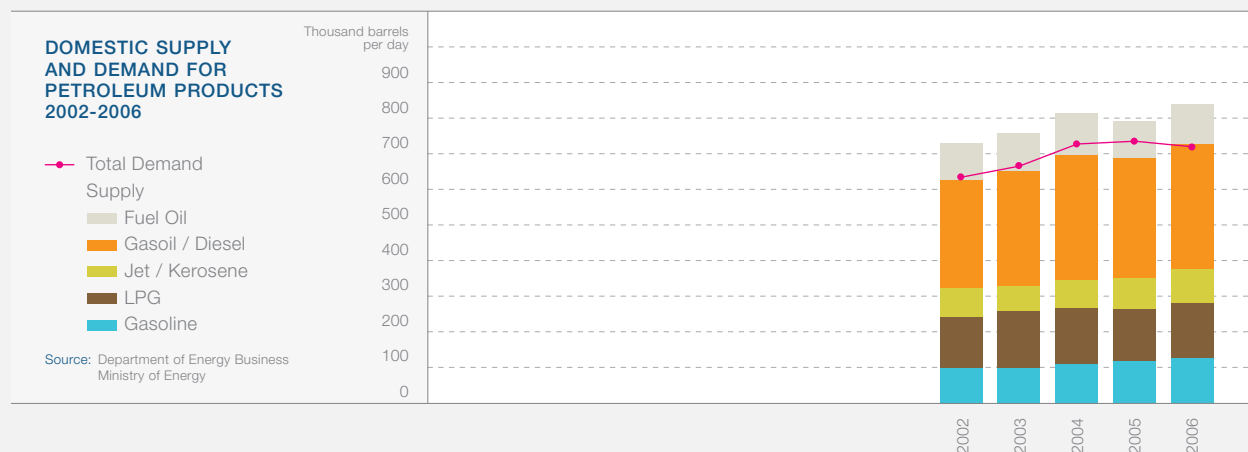 DOMESTIC SUPPLY
AND DEMAND FOR
PETROLEUM PRODUCTS
2002-2006
Total Demand
Supply
Fuel Oil
Gasoil / Diesel
Jet / Kerosene
LPG
Gasoline
Source: Department of Energy Business
Ministry of Energy
Thousand barrels
per day
900
800
700
600
500
400
300
200
100
0
2002
2003
2004
2005
2006